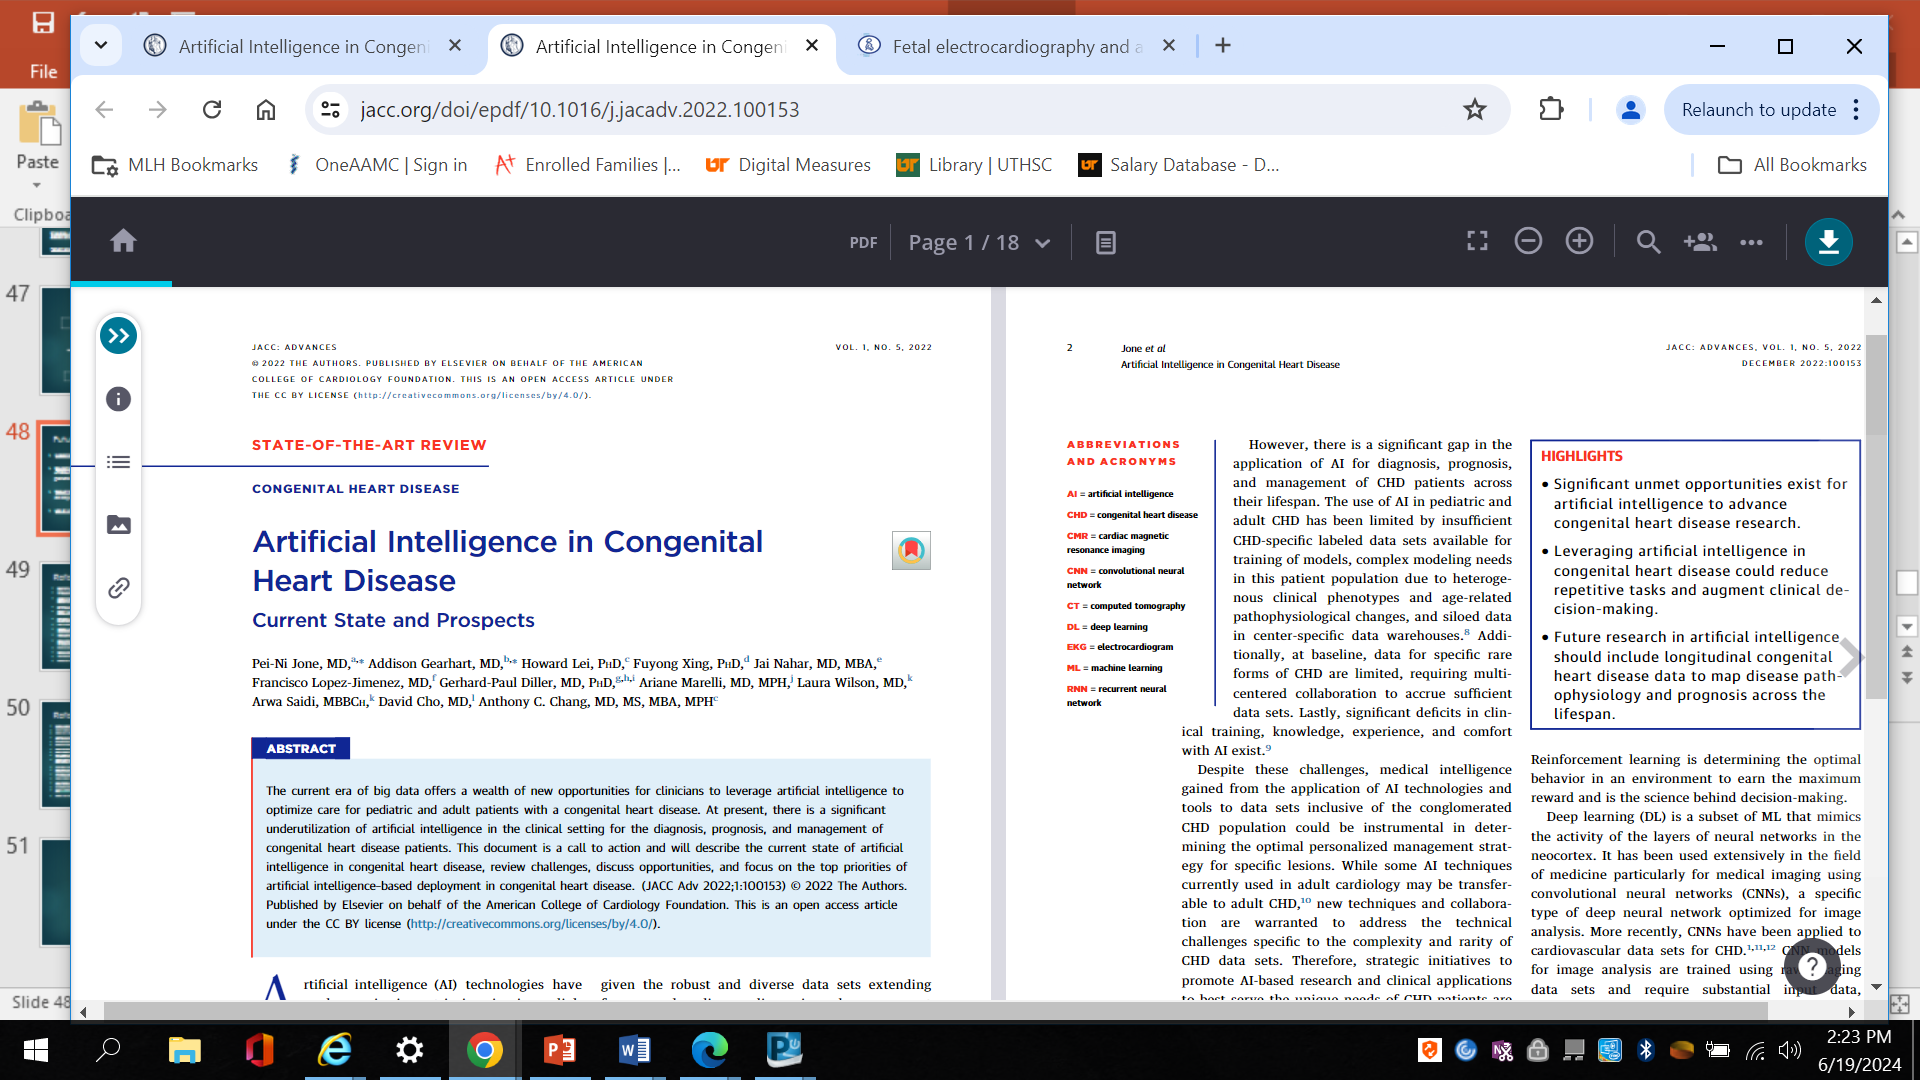 File
Paste
47
48
49
50
51
Artificial Intelligence in Congeni
Artificial Intelligence in Congeni
Fetal electrocardiography and a
jacc.org/doi/epdf/10.1016/j.jacadv.2022.100153
Relaunch to update
MLH Bookmarks
OneAAMC | Sign in
Enrolled Families |...
Digital Measures
Library | UTHSC
Salary Database - D...
All Bookmarks
PDF
Page 1 / 18
JACC: ADVANCES
VOL. 1, NO. 5, 2022
© 2022 THE AUTHORS. PUBLISHED BY ELSEVIER ON BEHALF OF THE AMERICAN
COLLEGE OF CARDIOLOGY FOUNDATION. THIS IS AN OPEN ACCESS ARTICLE UNDER
THE CC BY LICENSE (http://creativecommons.org/licenses/by/4.0/).
STATE-OF-THE-ART REVIEW
CONGENITAL HEART DISEASE
Artificial Intelligence in Congenital
Heart Disease
Current State and Prospects
Pei-Ni Jone, MD,a,* Addison Gearhart, MD,b,* Howard Lei, PHD,c Fuyong Xing, PHD,d Jai Nahar, MD, MBA,e
Francisco Lopez-Jimenez, MD,f Gerhard-Paul Diller, MD, PHD,g,h,i Ariane Marelli, MD, MPH,j Laura Wilson, MD,k
Arwa Saidi, MBBCH,k David Cho, MD,l Anthony C. Chang, MD, MS, MBA, MPHc
ABSTRACT
The current era of big data offers a wealth of new opportunities for clinicians to leverage artificial intelligence to
optimize care for pediatric and adult patients with a congenital heart disease. At present, there is a significant
underutilization of artificial intelligence in the clinical setting for the diagnosis, prognosis, and management of
congenital heart disease patients. This document is a call to action and will describe the current state of artificial
intelligence in congenital heart disease, review challenges, discuss opportunities, and focus on the top priorities of
artificial intelligence-based deployment in congenital heart disease. (JACC Adv 2022;1:100153) © 2022 The Authors.
Published by Elsevier on behalf of the American College of Cardiology Foundation. This is an open access article
under the CC BY license (http://creativecommons.org/licenses/by/4.0/).
Artificial intelligence (AI) technologies have
given the robust and diverse data sets extending
2
Jone et al
Artificial Intelligence in Congenital Heart Disease
JACC: ADVANCES, VOL. 1, NO. 5, 2022
DECEMBER 2022:100153
ABBREVIATIONS
AND ACRONYMS
AI = artificial intelligence
CHD = congenital heart disease
CMR = cardiac magnetic
resonance imaging
CNN = convolutional neural
network
CT = computed tomography
DL = deep learning
EKG = electrocardiogram
ML = machine learning
RNN = recurrent neural
network
However, there is a significant gap in the
application of AI for diagnosis, prognosis,
and management of CHD patients across
their lifespan. The use of AI in pediatric and
adult CHD has been limited by insufficient
CHD-specific labeled data sets available for
training of models, complex modeling needs
in this patient population due to heteroge-
nous clinical phenotypes and age-related
pathophysiological changes, and siloed data
in center-specific data warehouses.8 Addi-
tionally, at baseline, data for specific rare
forms of CHD are limited, requiring multi-
centered collaboration to accrue sufficient
data sets. Lastly, significant deficits in clin-
ical training, knowledge, experience, and comfort
with AI exist.9
Despite these challenges, medical intelligence
gained from the application of AI technologies and
tools to data sets inclusive of the conglomerated
CHD population could be instrumental in deter-
mining the optimal personalized management strat-
egy for specific lesions. While some AI techniques
currently used in adult cardiology may be transfer-
able to adult CHD,10 new techniques and collabora-
tion are warranted to address the technical
challenges specific to the complexity and rarity of
CHD data sets. Therefore, strategic initiatives to
promote AI-based research and clinical applications
to best serve the unique needs of CHD patients are
HIGHLIGHTS
• Significant unmet opportunities exist for
artificial intelligence to advance
congenital heart disease research.
• Leveraging artificial intelligence in
congenital heart disease could reduce
repetitive tasks and augment clinical de-
cision-making.
• Future research in artificial intelligence
should include longitudinal congenital
heart disease data to map disease path-
ophysiology and prognosis across the
lifespan.
Reinforcement learning is determining the optimal
behavior in an environment to earn the maximum
reward and is the science behind decision-making.
Deep learning (DL) is a subset of ML that mimics
the activity of the layers of neural networks in the
neocortex. It has been used extensively in the field
of medicine particularly for medical imaging using
convolutional neural networks (CNNs), a specific
type of deep neural network optimized for image
analysis. More recently, CNNs have been applied to
cardiovascular data sets for CHD.1,11,12 CNN models
for image analysis are trained using
data sets and require substantial input data,
Clipboa
Slide 48
2:23 PM
6/19/2024